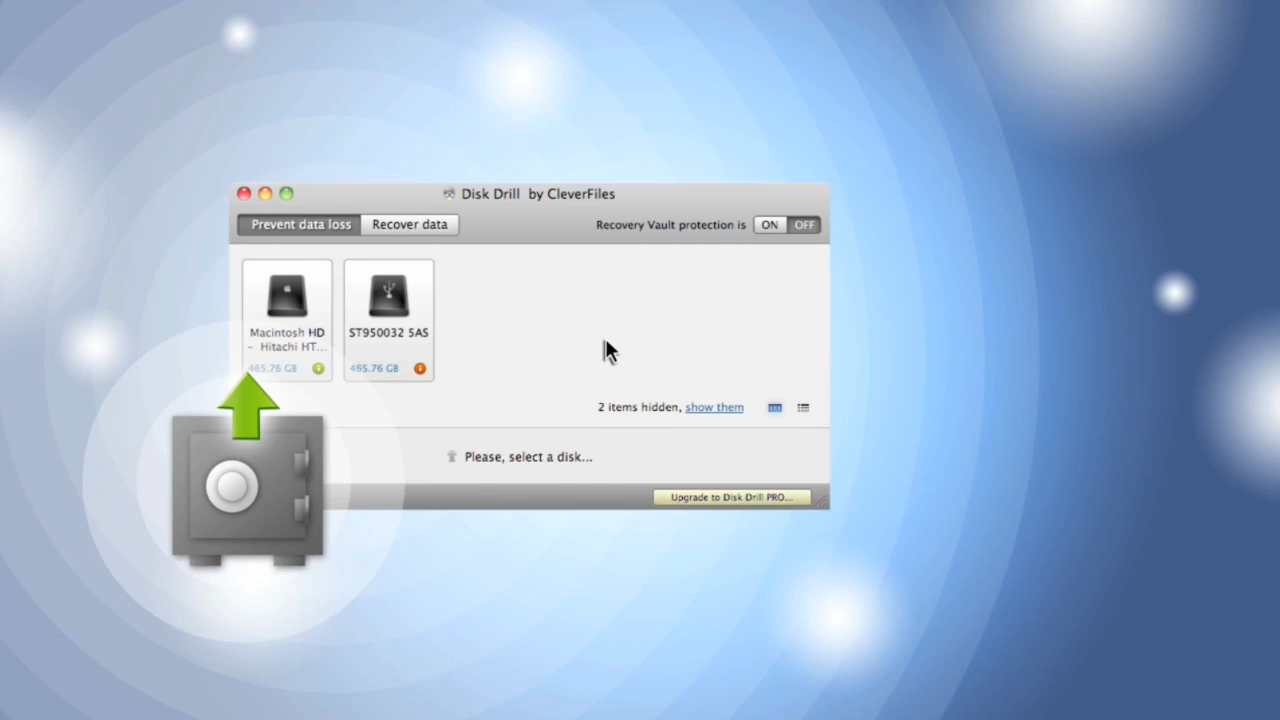 Disk Drill by CleverFiles
Prevent data loss
Recover data
Recovery Vault protection is
ON
OFF
Macintosh HD
– Hitachi HT...
465.76 GB
ST950032 5AS
465.76 GB
2 items hidden, show them
Please, select a disk...
Upgrade to Disk Drill PRO...